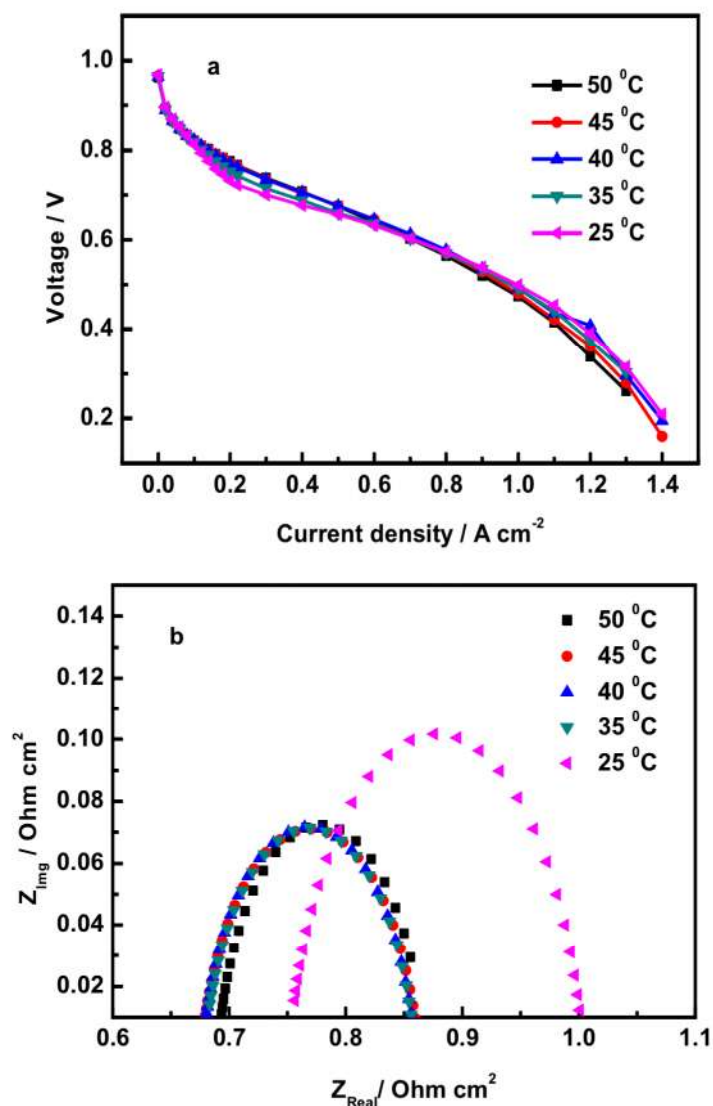 a
50 ⁰C
45 ⁰C
40 ⁰C
35 ⁰C
25 ⁰C
1.0
0.8
0.6
0.4
0.2
Voltage / V
0.0 0.2 0.4 0.6 0.8 1.0 1.2 1.4
Current density / A cm⁻²
b
50 ⁰C
45 ⁰C
40 ⁰C
35 ⁰C
25 ⁰C
0.14
0.12
0.10
0.08
0.06
0.04
0.02
Z_Img / Ohm cm²
0.6 0.7 0.8 0.9 1.0 1.1
Z_Real/ Ohm cm²